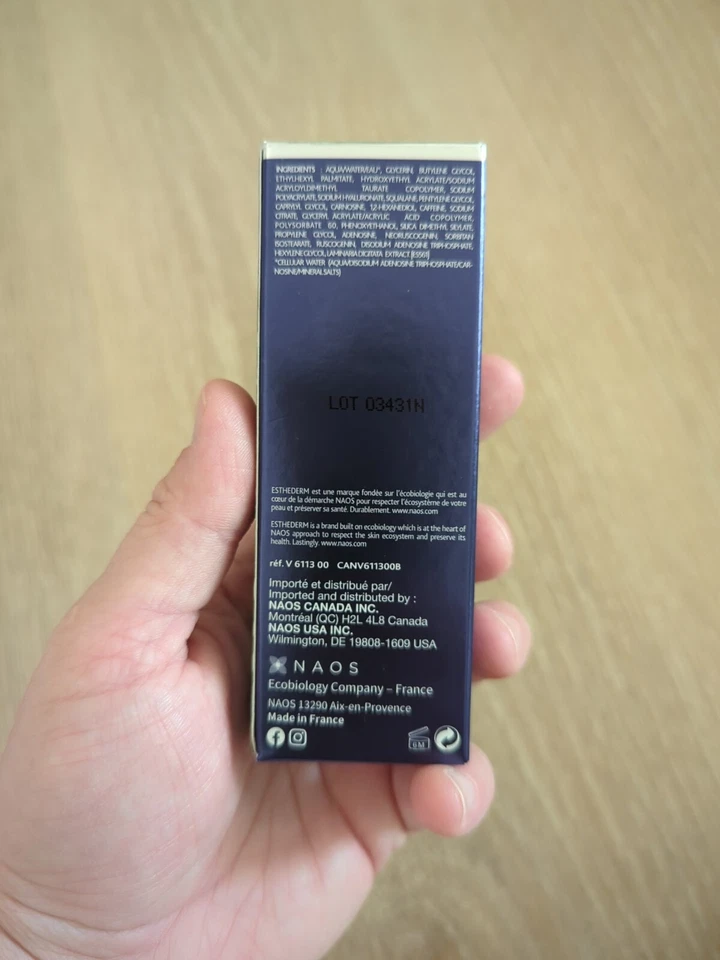 INGREDIENTS : AQUA/WATER/EAU*, GLYCERIN, BUTYLENE GLYCOL,
ETHYLHEXYL PALMITATE, HYDROXYETHYL ACRYLATE/SODIUM
ACRYLOYLDIMETHYL TAURATE COPOLYMER, SODIUM
POLYACRYLATE, SODIUM HYALURONATE, SQUALANE, PENTYLENE GLYCOL,
CAPRYLYL GLYCOL, CARNOSINE, 1,2-HEXANEDIOL, CAFFEINE, SODIUM
CITRATE, GLYCERYL ACRYLATE/ACRYLIC ACID COPOLYMER,
POLYSORBATE 60, PHENOXYETHANOL, SILICA DIMETHYL SILYLATE,
PROPYLENE GLYCOL, ADENOSINE, NEORUSCOGENIN, SORBITAN
ISOSTEARATE, RUSCOGENIN, DISODIUM ADENOSINE TRIPHOSPHATE,
HEXYLENE GLYCOL, LAMINARIA DIGITATA EXTRACT. [E556T]
*CELLULAR WATER (AQUA/DISODIUM ADENOSINE TRIPHOSPHATE/CAR-
NOSINE/MINERAL SALTS)
LOT 03431N
ESTHEDERM est une marque fondée sur l'écobiologie qui est au
cœur de la démarche NAOS pour respecter l'écosystème de votre
peau et préserver sa santé. Durablement. www.naos.com
ESTHEDERM is a brand built on ecobiology which is at the heart of
NAOS approach to respect the skin ecosystem and preserve its
health. Lastingly. www.naos.com
réf. V 6113 00 CANV611300B
Importé et distribué par/
Imported and distributed by :
NAOS CANADA INC.
Montréal (QC) H2L 4L8 Canada
NAOS USA INC.
Wilmington, DE 19808-1609 USA
NAOS
Ecobiology Company – France
NAOS 13290 Aix-en-Provence
Made in France
6M